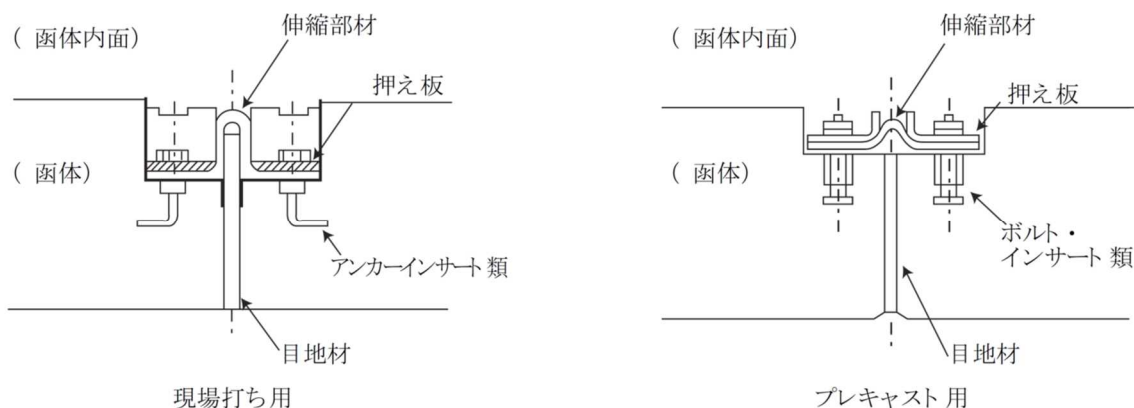 ( 函体内面)
伸縮部材
押え板
( 函体)
アンカーインサート 類
目地材
現場打ち用
( 函体内面)
伸縮部材
押え板
( 函体)
ボルト・
インサート 類
目地材
プレキャスト 用